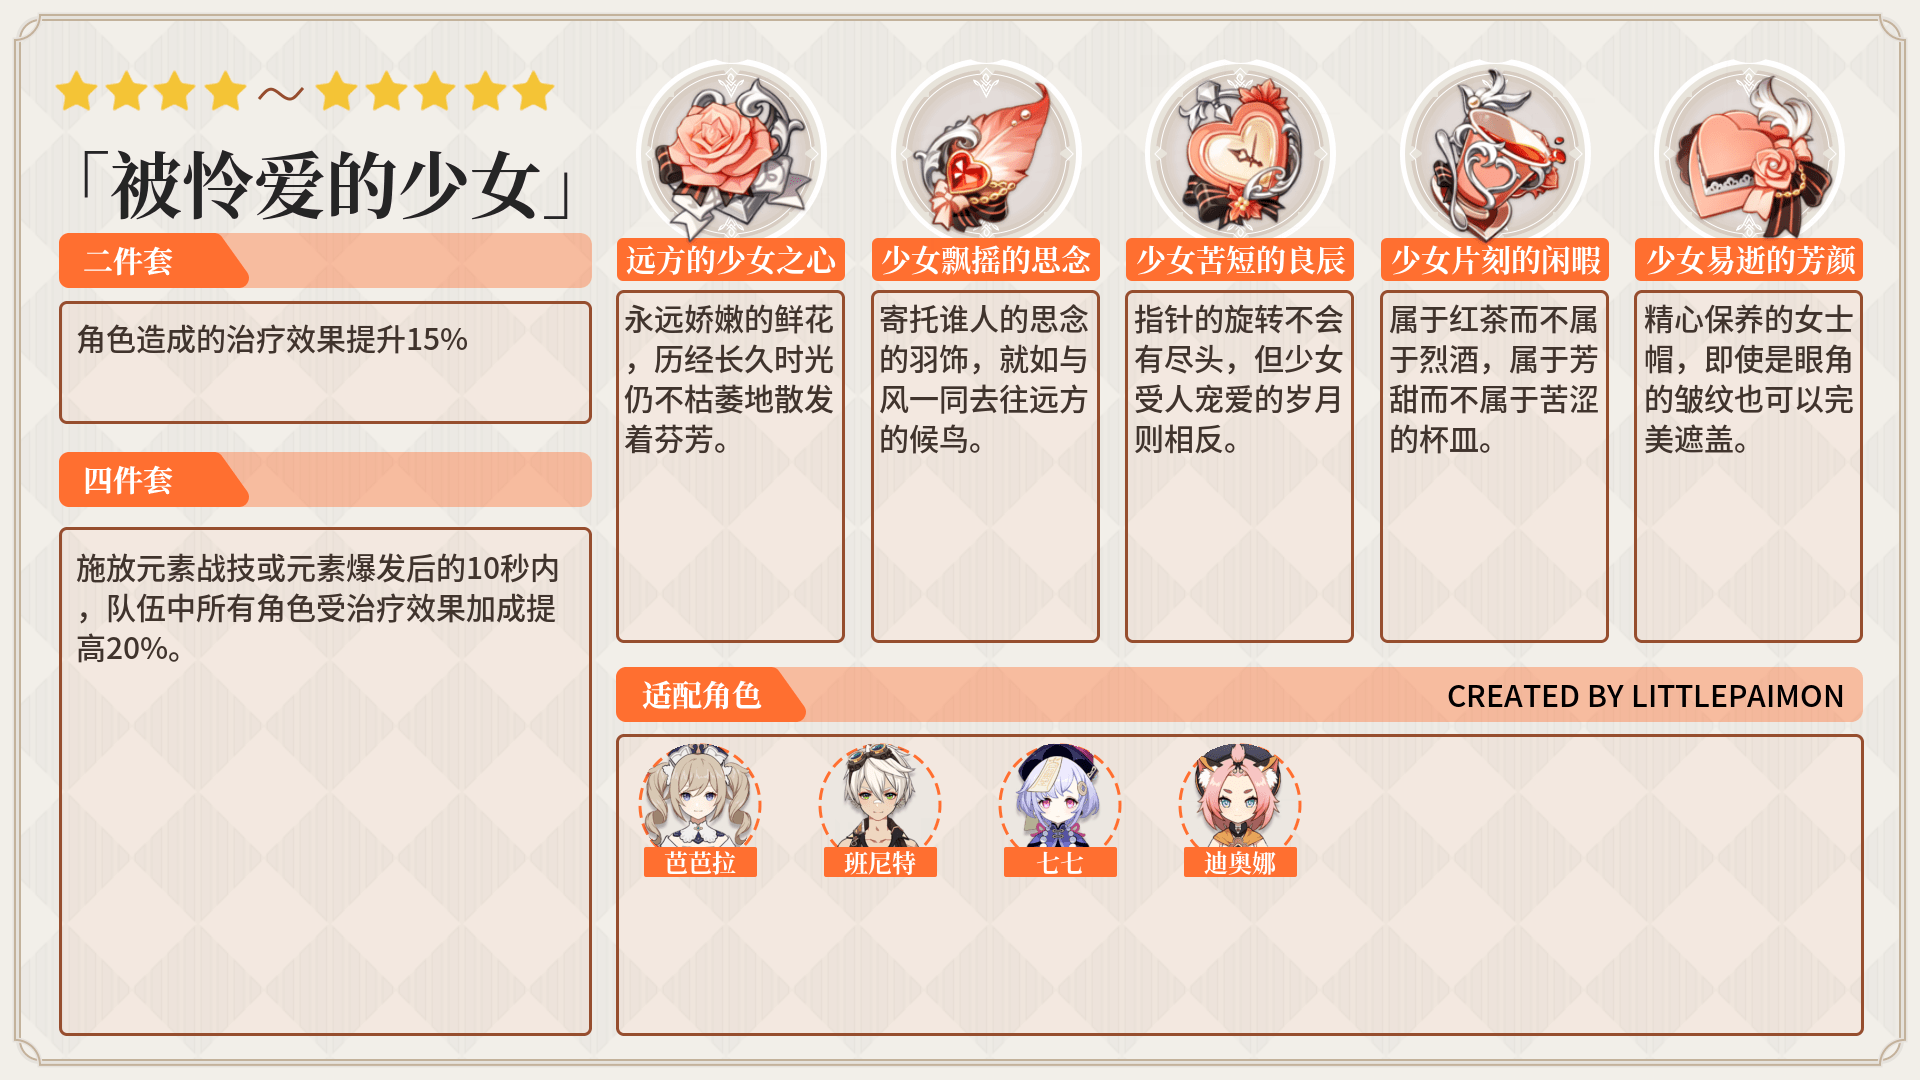 「被怜爱的少女」
二件套
角色造成的治疗效果提升15%
四件套
施放元素战技或元素爆发后的10秒内
，队伍中所有角色受治疗效果加成提
高20%。
远方的少女之心
永远娇嫩的鲜花
，历经长久时光
仍不枯萎地散发
着芬芳。
少女飘摇的思念
寄托谁人的思念
的羽饰，就如与
风一同去往远方
的候鸟。
少女苦短的良辰
指针的旋转不会
有尽头，但少女
受人宠爱的岁月
则相反。
少女片刻的闲暇
属于红茶而不属
于烈酒，属于芳
甜而不属于苦涩
的杯皿。
少女易逝的芳颜
精心保养的女士
帽，即使是眼角
的皱纹也可以完
美遮盖。
适配角色
CREATED BY LITTLEPAIMON
芭芭拉
班尼特
七七
迪奥娜